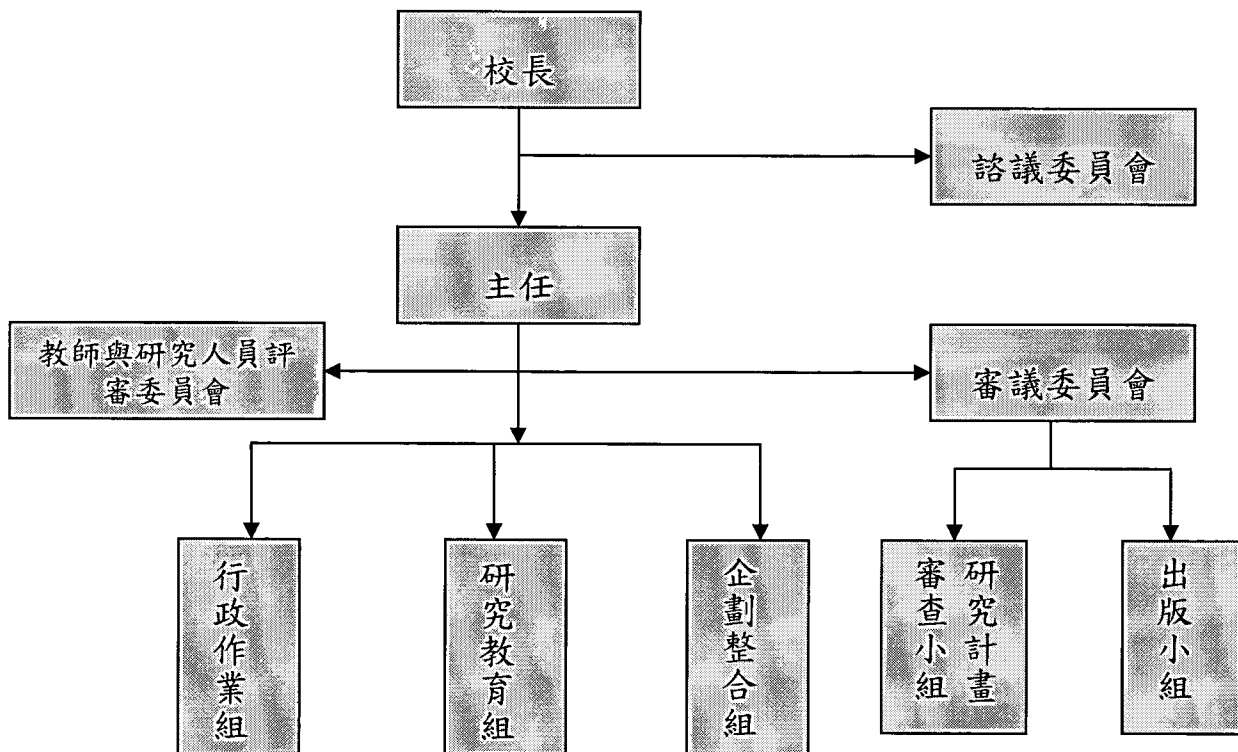 校長
諮議委員會
主任
教師與研究人員評
審委員會
審議委員會
行政作業組
研究教育組
企劃整合組
研究計畫
審查小組
出版小組